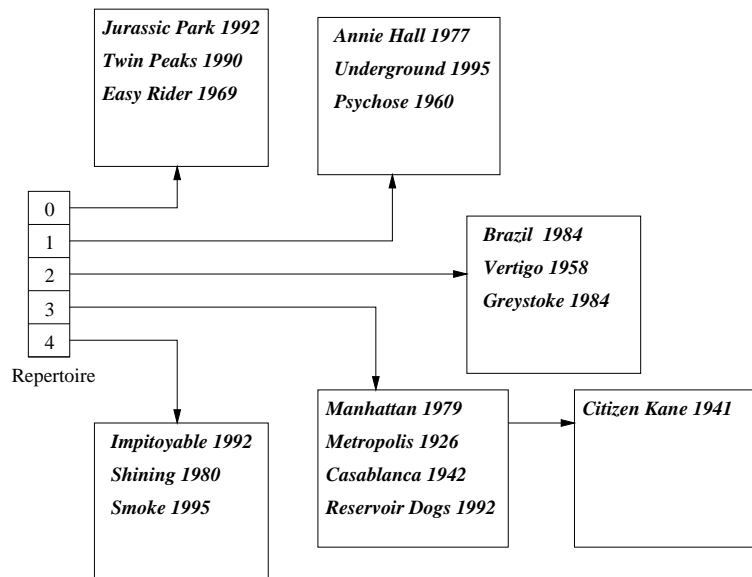 Jurassic Park 1992
Twin Peaks 1990
Easy Rider 1969
Annie Hall 1977
Underground 1995
Psychose 1960
0
1
2
3
4
Repertoire
Brazil 1984
Vertigo 1958
Greystoke 1984
Impitoyable 1992
Shining 1980
Smoke 1995
Manhattan 1979
Metropolis 1926
Casablanca 1942
Reservoir Dogs 1992
Citizen Kane 1941